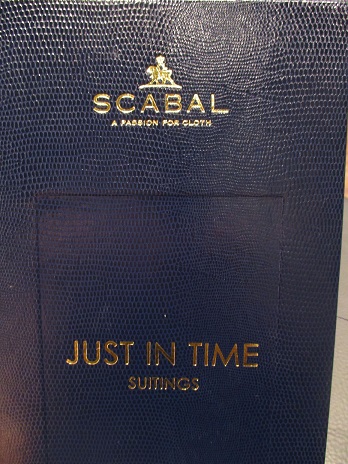 SCABAL
A PASSION FOR CLOTH
JUST IN TIME
SUITINGS